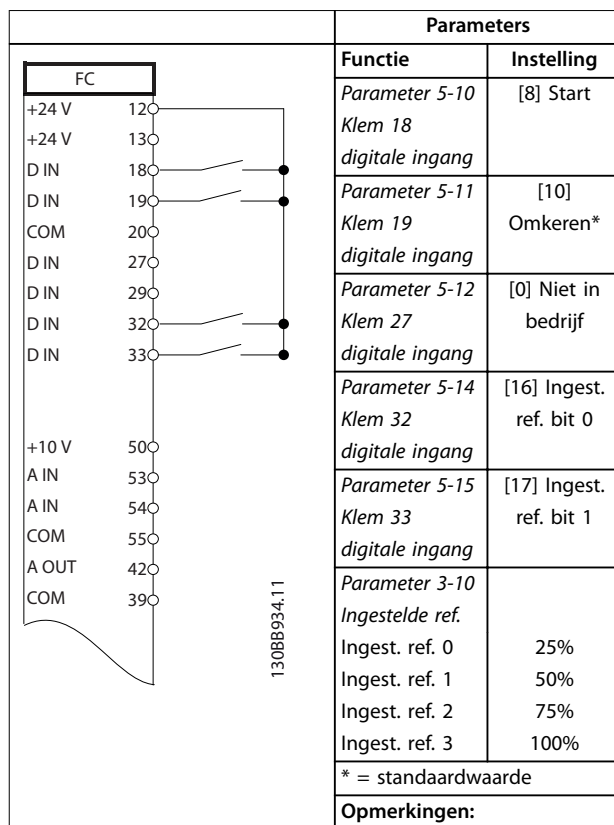 FC
+24 V 12
+24 V 13
D IN 18
D IN 19
COM 20
D IN 27
D IN 29
D IN 32
D IN 33
+10 V 50
A IN 53
A IN 54
COM 55
A OUT 42
COM 39
130BB934.11
Parameters
Functie Instelling
Parameter 5-10 [8] Start
Klem 18
digitale ingang
Parameter 5-11 [10]
Klem 19 Omkeren*
digitale ingang
Parameter 5-12 [0] Niet in
Klem 27 bedrijf
digitale ingang
Parameter 5-14 [16] Ingest.
Klem 32 ref. bit 0
digitale ingang
Parameter 5-15 [17] Ingest.
Klem 33 ref. bit 1
digitale ingang
Parameter 3-10
Ingestelde ref.
Ingest. ref. 0 25%
Ingest. ref. 1 50%
Ingest. ref. 2 75%
Ingest. ref. 3 100%
* = standaardwaarde
Opmerkingen: